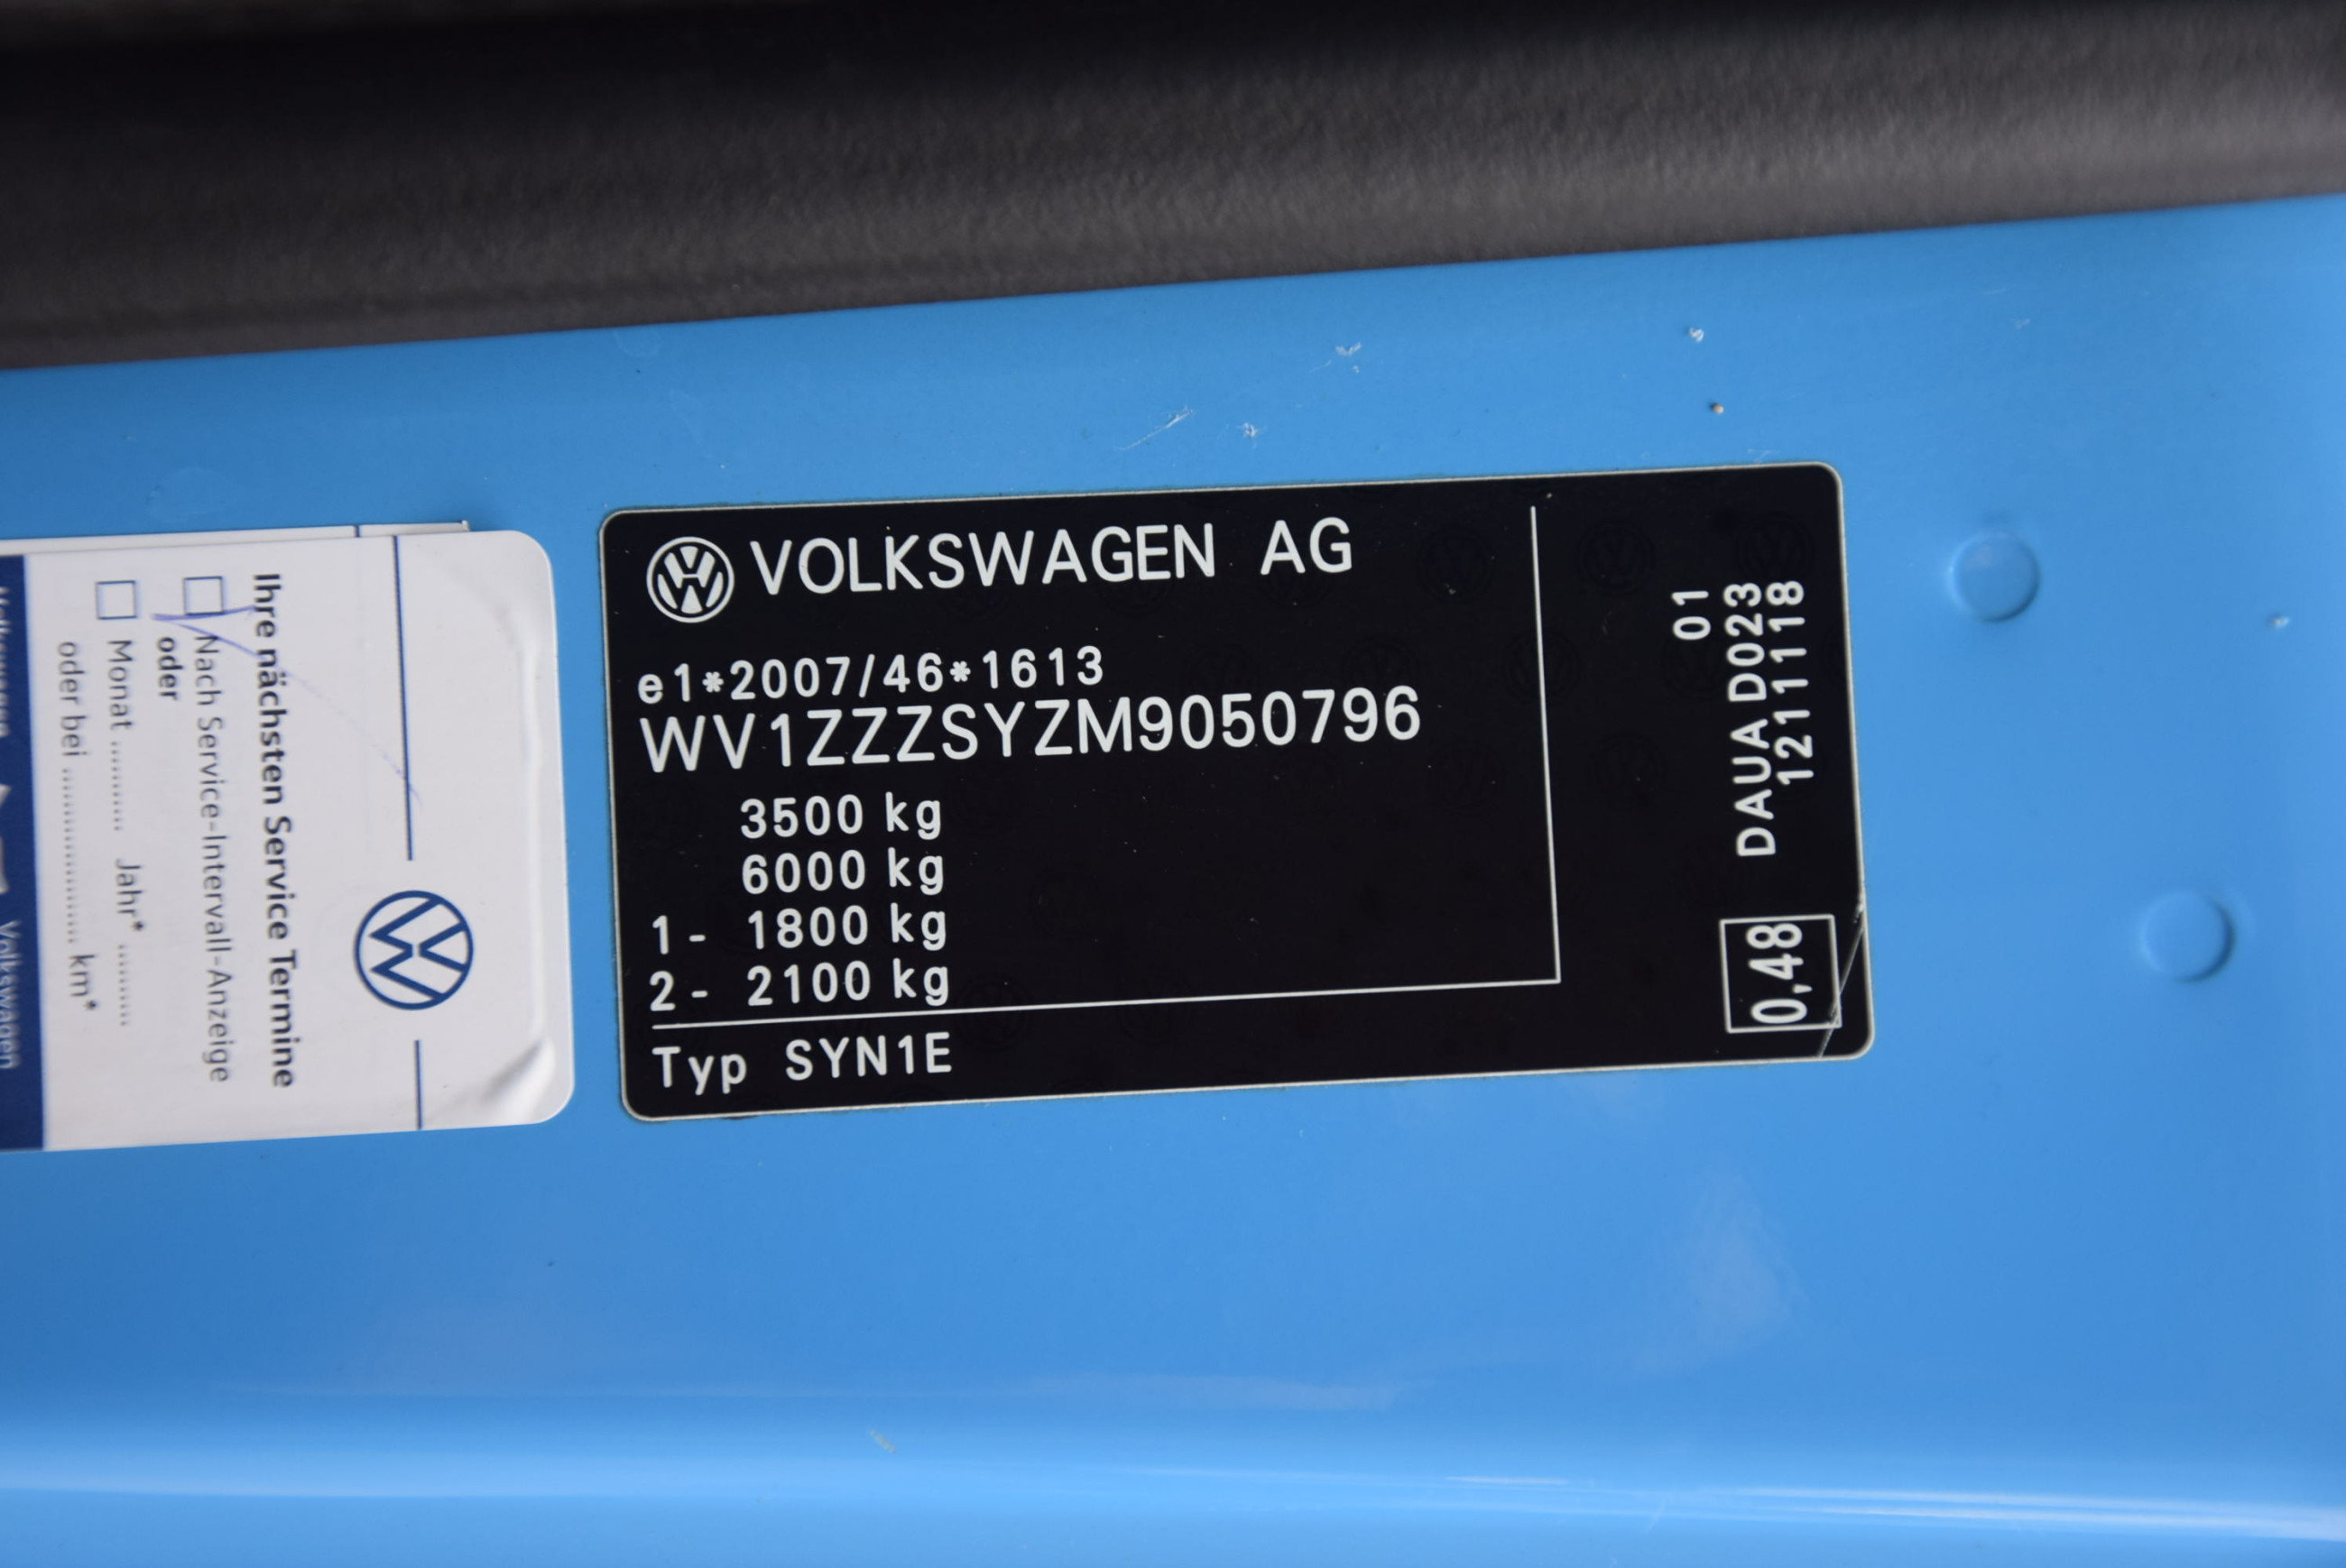 VOLKSWAGEN AG
e1*2007/46*1613
WV1ZZZSYZM9050796
3500 kg
6000 kg
1- 1800 kg
2- 2100 kg
Typ SYN1E
01
DAUA D023
12111118
0,48
Ihre nächsten Service Termine
Nach Service-Intervall-Anzeige
oder
Monat .......... Jahr* ..........
oder bei .................... km*
Volkswagen